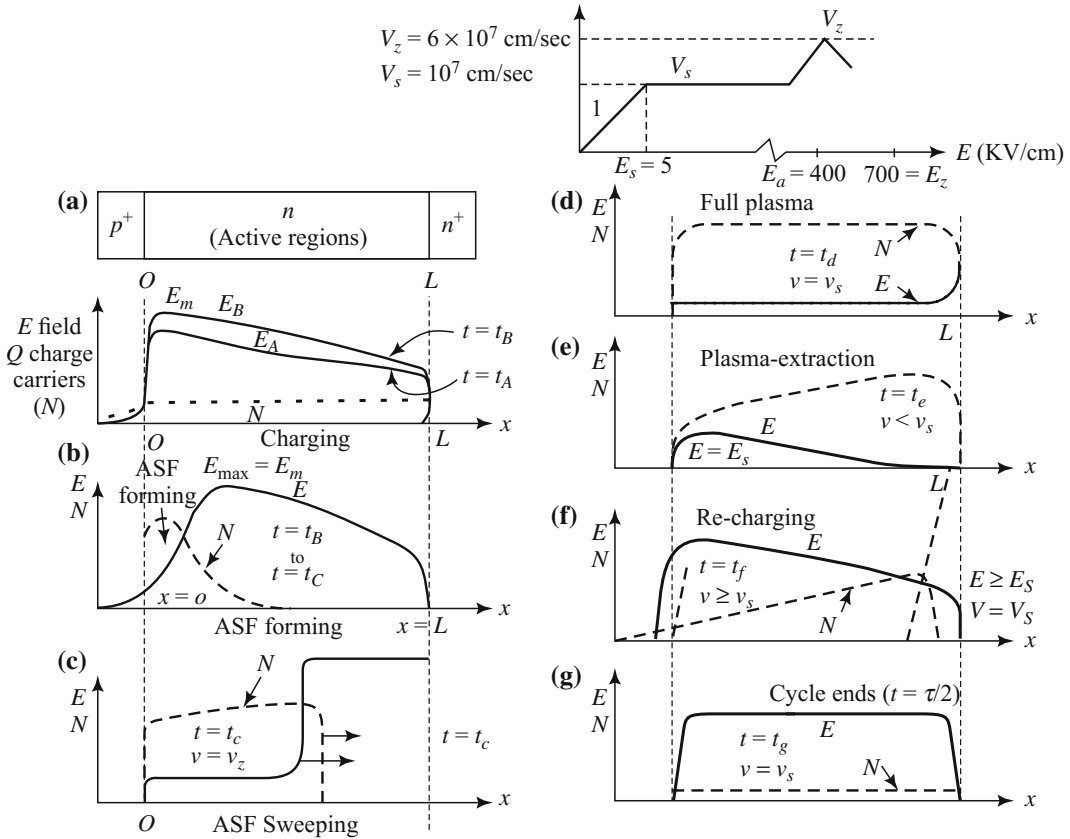 V_z = 6 × 10^7 cm/sec
V_s = 10^7 cm/sec
V_z
V_s
1
E_s = 5
E_a = 400
700 = E_z
E (KV/cm)
(a)
p^+
n
(Active regions)
n^+
O
L
E field
Q charge
carriers
(N)
E_m
E_B
E_A
t = t_B
t = t_A
N
x
O
Charging
L
(b)
E
N
ASF
forming
E_max = E_m
E
N
t = t_B
to
t = t_C
x = o
x = L
x
ASF forming
(c)
E
N
N
t = t_c
v = v_z
t = t_c
x
O
ASF Sweeping
(d)
E
N
Full plasma
t = t_d
v = v_s
N
E
L
x
(e)
E
N
Plasma-extraction
t = t_e
v < v_s
E
E = E_s
L
x
(f)
E
N
Re-charging
E
t = t_f
v ≥ v_s
N
E ≥ E_S
V = V_S
x
(g)
E
N
Cycle ends (t = τ/2)
E
t = t_g
v = v_s
N
x